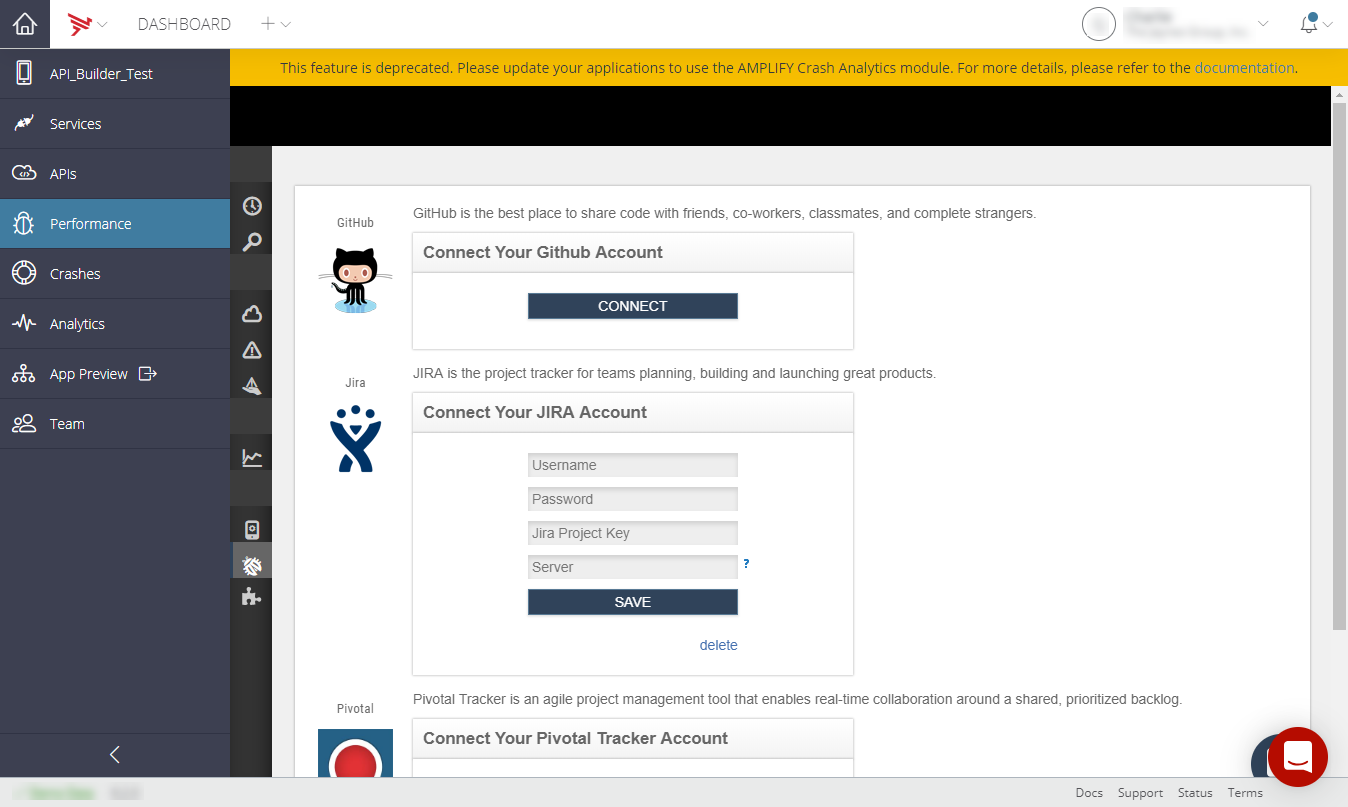 DASHBOARD
API_Builder_Test
Services
APIs
Performance
Crashes
Analytics
App Preview
Team
This feature is deprecated. Please update your applications to use the AMPLIFY Crash Analytics module. For more details, please refer to the documentation.
GitHub
GitHub is the best place to share code with friends, co-workers, classmates, and complete strangers.
Connect Your Github Account
CONNECT
Jira
JIRA is the project tracker for teams planning, building and launching great products.
Connect Your JIRA Account
Username
Password
Jira Project Key
Server
?
SAVE
delete
Pivotal
Pivotal Tracker is an agile project management tool that enables real-time collaboration around a shared, prioritized backlog.
Connect Your Pivotal Tracker Account
Docs Support Status Terms